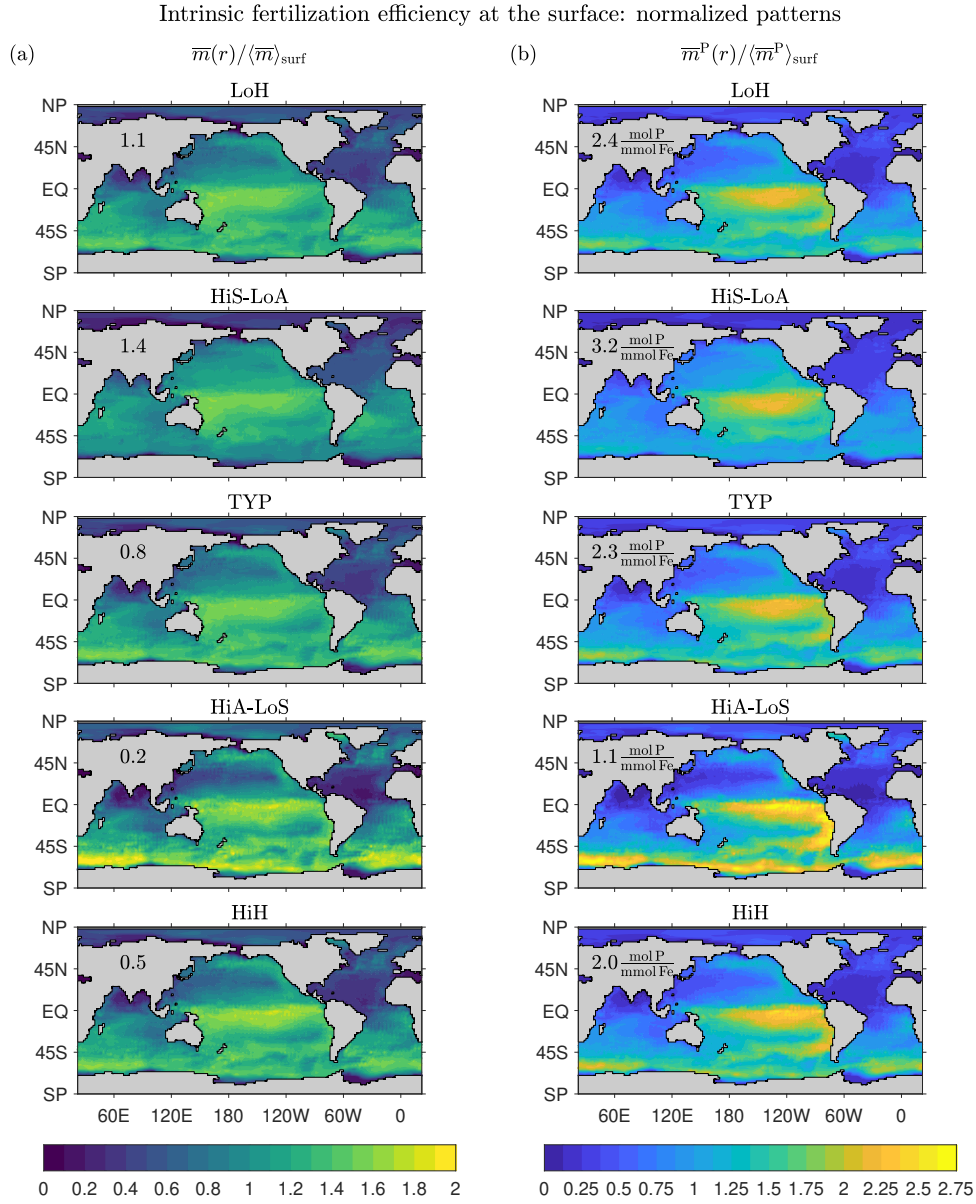 Intrinsic fertilization efficiency at the surface: normalized patterns
(a) m̅(r)/⟨m̅⟩surf (b) m̅ᴾ(r)/⟨m̅ᴾ⟩surf
LoH LoH
NP NP
1.1 2.4 mol P/mmol Fe
45N 45N
EQ EQ
45S 45S
SP SP
HiS-LoA HiS-LoA
NP NP
1.4 3.2 mol P/mmol Fe
45N 45N
EQ EQ
45S 45S
SP SP
TYP TYP
NP NP
0.8 2.3 mol P/mmol Fe
45N 45N
EQ EQ
45S 45S
SP SP
HiA-LoS HiA-LoS
NP NP
0.2 1.1 mol P/mmol Fe
45N 45N
EQ EQ
45S 45S
SP SP
HiH HiH
NP NP
0.5 2.0 mol P/mmol Fe
45N 45N
EQ EQ
45S 45S
SP SP
60E 120E 180 120W 60W 0 60E 120E 180 120W 60W 0
0 0.2 0.4 0.6 0.8 1 1.2 1.4 1.6 1.8 2 0 0.25 0.5 0.75 1 1.25 1.5 1.75 2 2.25 2.5 2.75